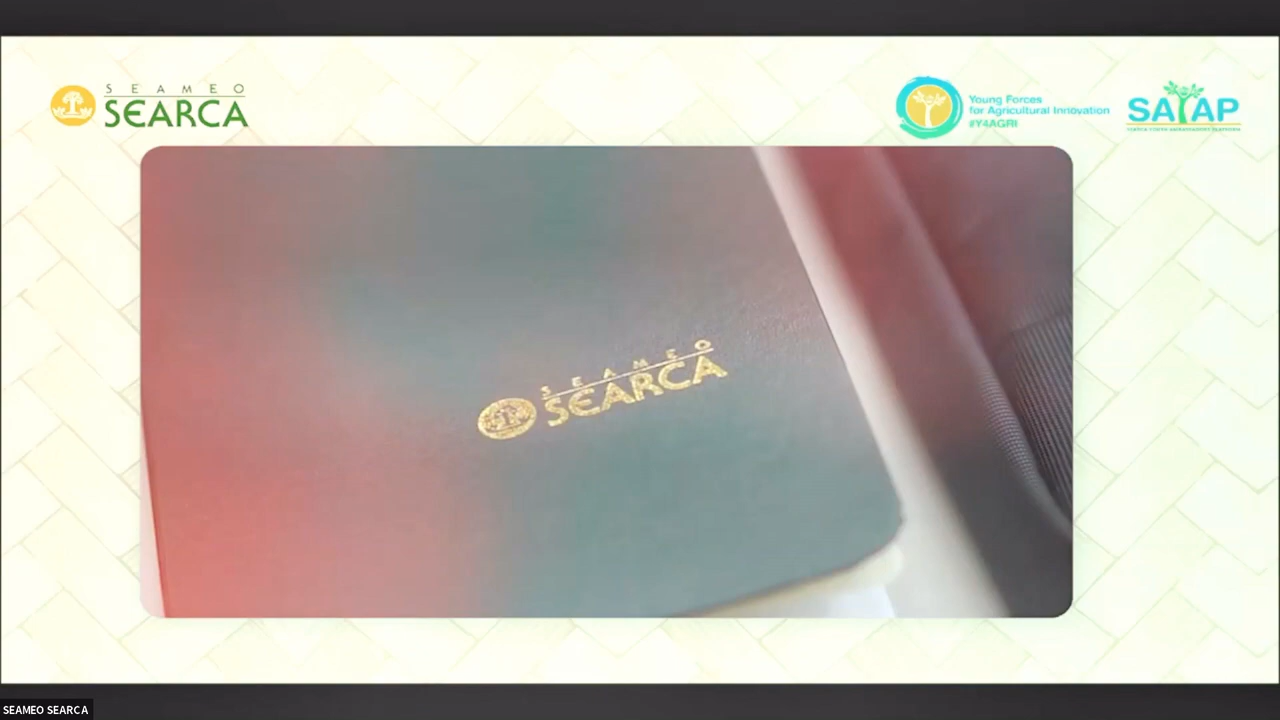 SEAMEO
SEARCA
Young Forces
for Agricultural Innovation
#Y4AGRI
SAYAP
SEAMEO
SEARCA
SEAMEO SEARCA